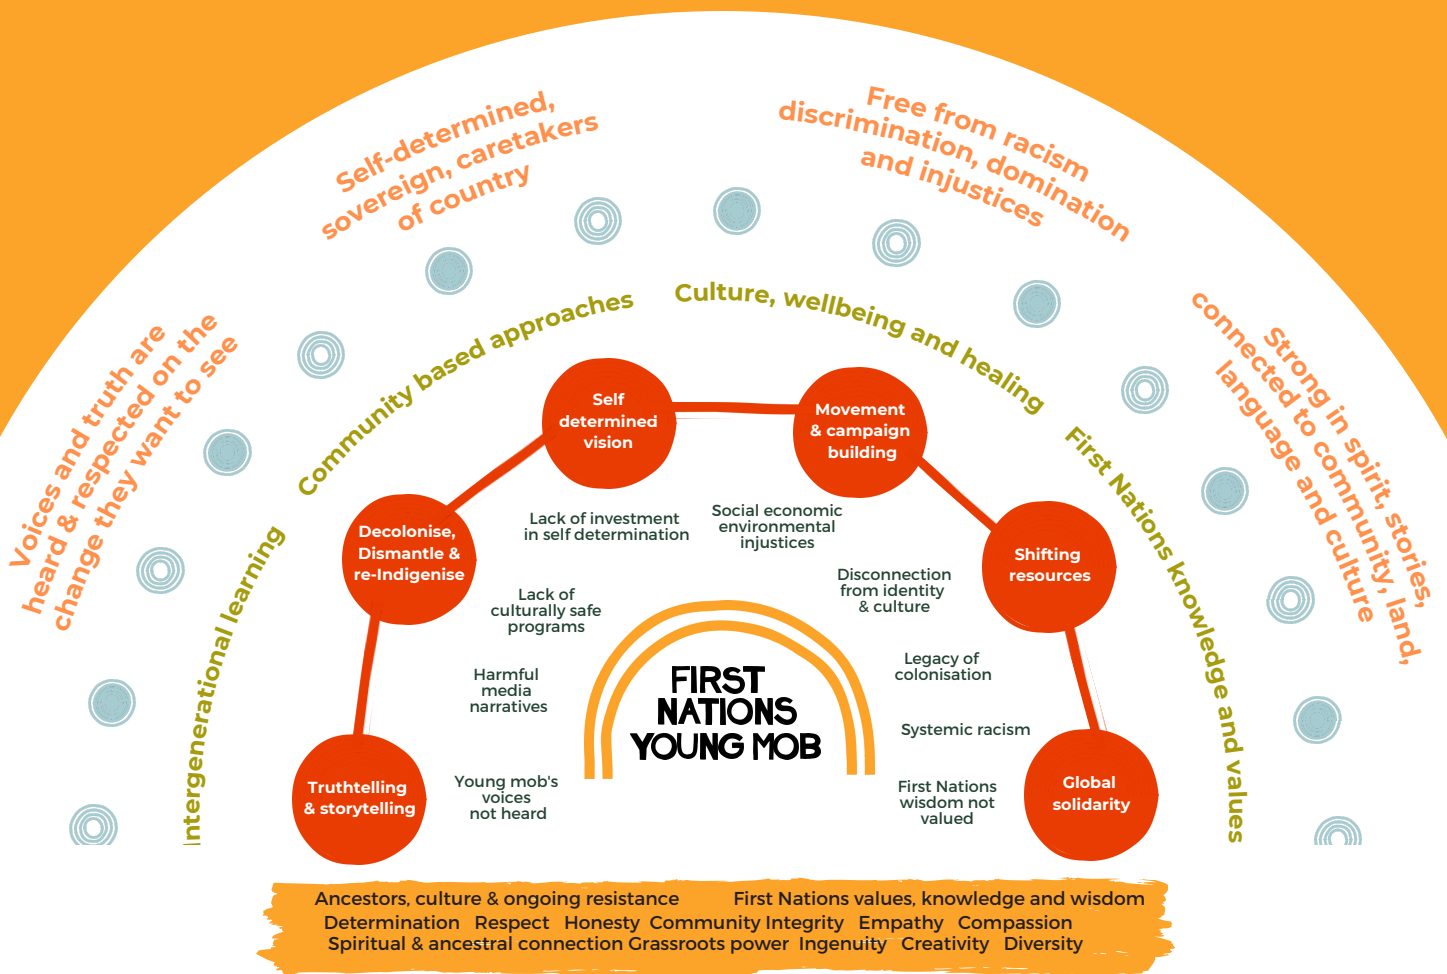 Self-determined,
sovereign, caretakers
of country
Free from racism
discrimination, domination
and injustices
Voices and truth are
heard & respected on the
change they want to see
Strong in spirit, stories,
connected to community, land,
language and culture
Intergenerational learning
Community based approaches
Culture, wellbeing and healing
First Nations knowledge and values
Truthtelling
& storytelling
Decolonise,
Dismantle &
re-Indigenise
Self
determined
vision
Movement
& campaign
building
Shifting
resources
Global
solidarity
Young mob's
voices
not heard
Harmful
media
narratives
Lack of
culturally safe
programs
Lack of investment
in self determination
Social economic
environmental
injustices
Disconnection
from identity
& culture
Legacy of
colonisation
Systemic racism
First Nations
wisdom not
valued
FIRST
NATIONS
YOUNG MOB
Ancestors, culture & ongoing resistance First Nations values, knowledge and wisdom
Determination Respect Honesty Community Integrity Empathy Compassion
Spiritual & ancestral connection Grassroots power Ingenuity Creativity Diversity